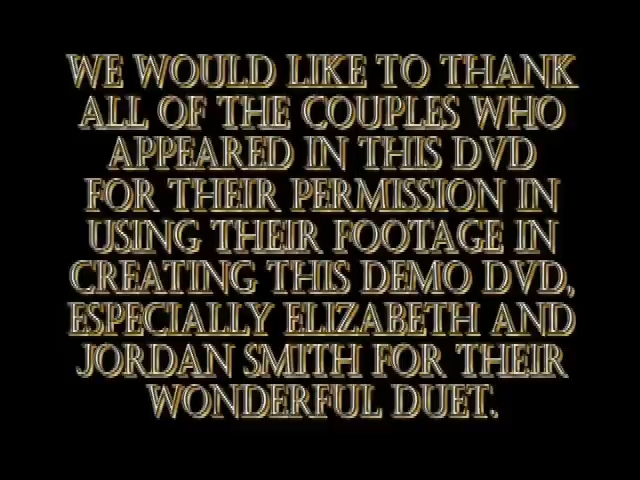 WE WOULD LIKE TO THANK
ALL OF THE COUPLES WHO
APPEARED IN THIS DVD
FOR THEIR PERMISSION IN
USING THEIR FOOTAGE IN
CREATING THIS DEMO DVD,
ESPECIALLY ELIZABETH AND
JORDAN SMITH FOR THEIR
WONDERFUL DUET.